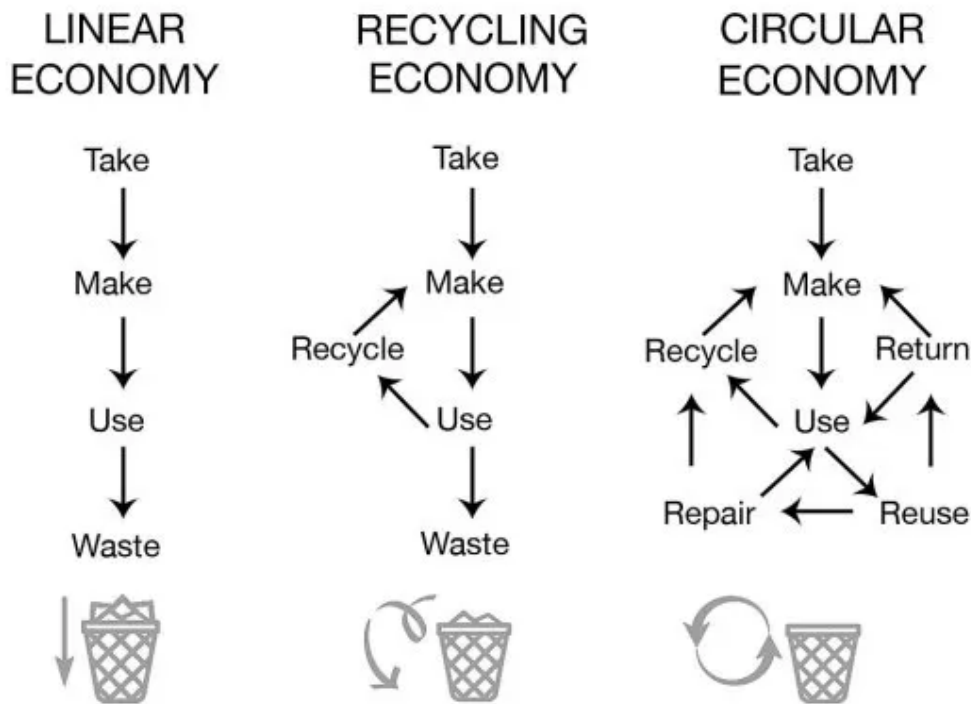 LINEAR
ECONOMY
Take
Make
Use
Waste
RECYCLING
ECONOMY
Take
Make
Recycle
Use
Waste
CIRCULAR
ECONOMY
Take
Make
Recycle
Return
Use
Repair
Reuse